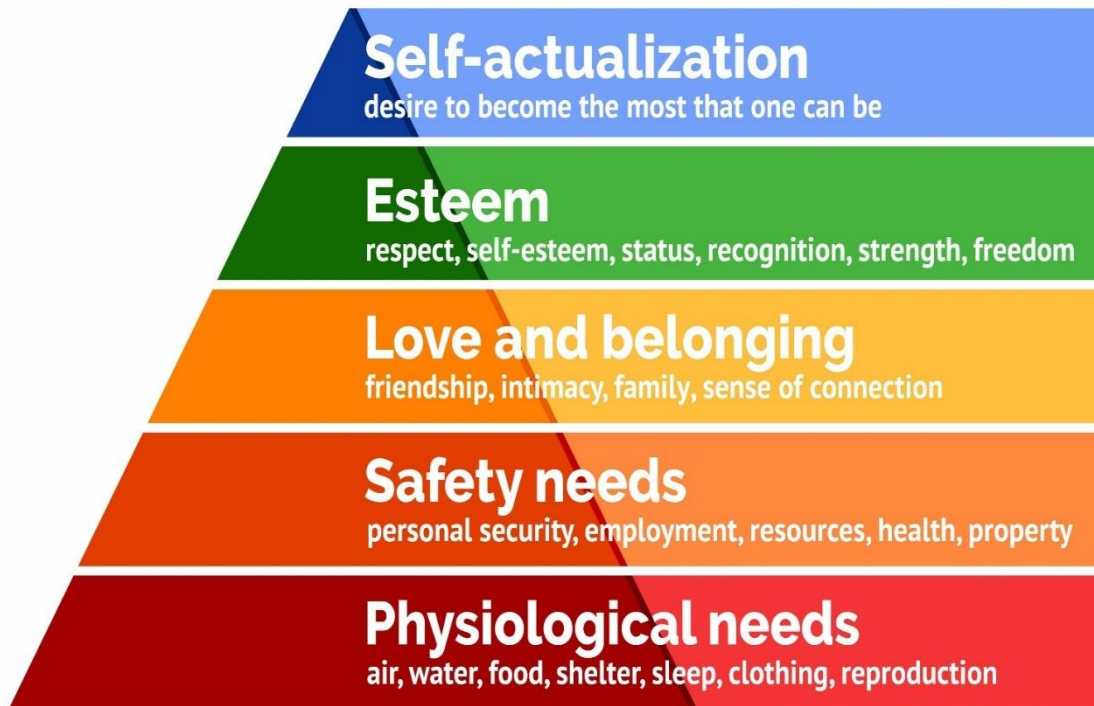 Self-actualization
desire to become the most that one can be
Esteem
respect, self-esteem, status, recognition, strength, freedom
Love and belonging
friendship, intimacy, family, sense of connection
Safety needs
personal security, employment, resources, health, property
Physiological needs
air, water, food, shelter, sleep, clothing, reproduction